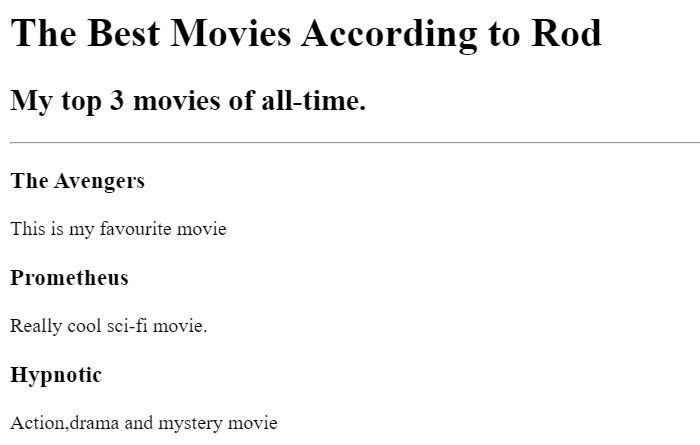 The Best Movies According to Rod
My top 3 movies of all-time.
The Avengers
This is my favourite movie
Prometheus
Really cool sci-fi movie.
Hypnotic
Action,drama and mystery movie